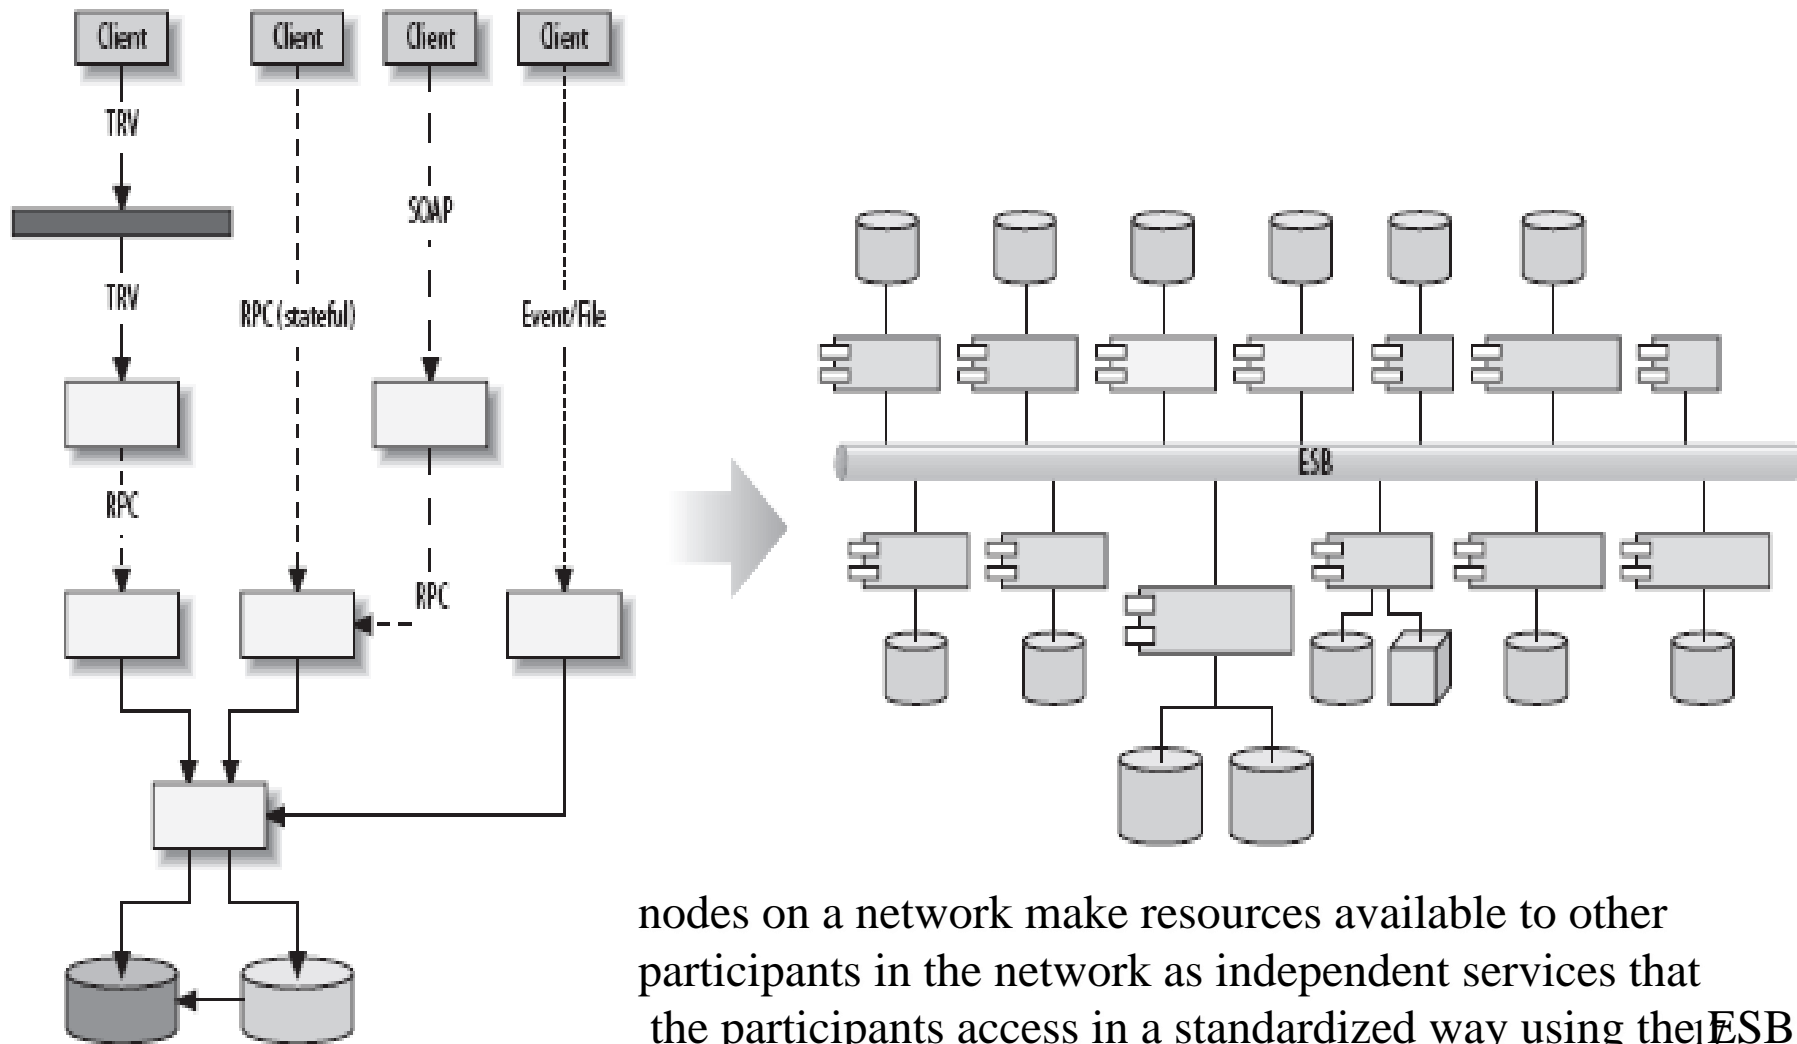 Client
Client
Client
Client
TRV
SOAP
TRV
RPC (stateful)
Event/File
ESB
RPC
RPC
nodes on a network make resources available to other
participants in the network as independent services that
the participants access in a standardized way using the ESB
17